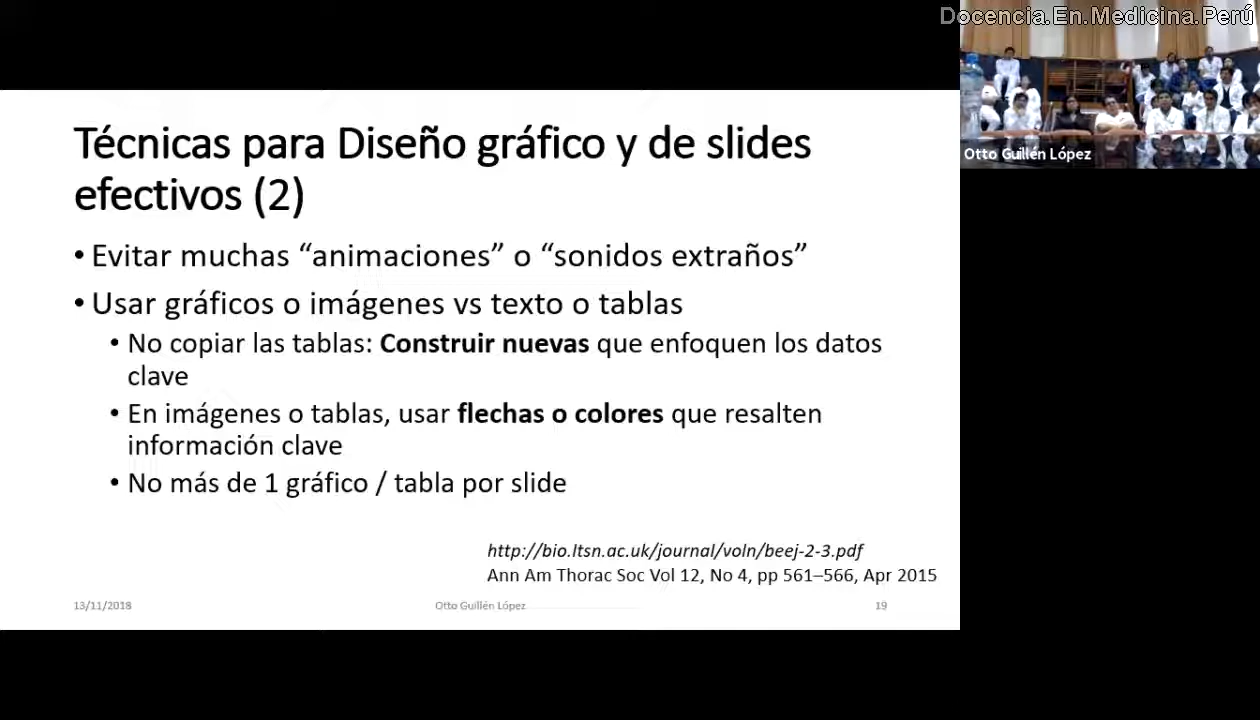 Docencia.En.Medicina.Perú
Otto Guillén López
Técnicas para Diseño gráfico y de slides
efectivos (2)
• Evitar muchas “animaciones” o “sonidos extraños”
• Usar gráficos o imágenes vs texto o tablas
• No copiar las tablas: Construir nuevas que enfoquen los datos
clave
• En imágenes o tablas, usar flechas o colores que resalten
información clave
• No más de 1 gráfico / tabla por slide
http://bio.ltsn.ac.uk/journal/voln/beej-2-3.pdf
Ann Am Thorac Soc Vol 12, No 4, pp 561–566, Apr 2015
13/11/2018
Otto Guillén López
19